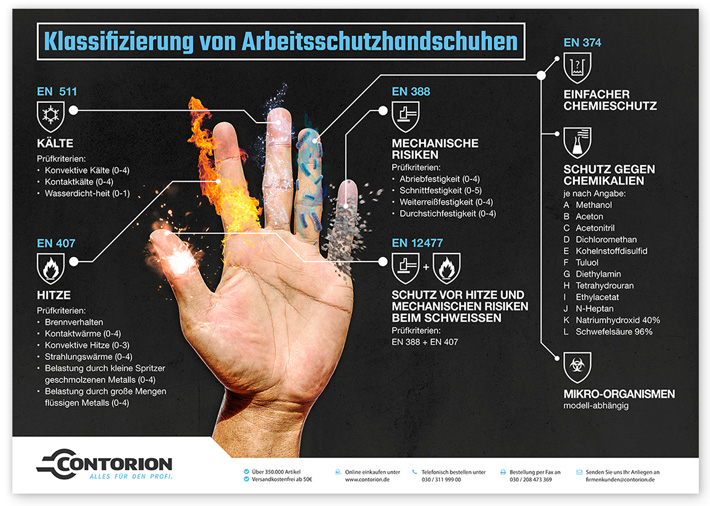 Klassifizierung von Arbeitsschutzhandschuhen
EN 511
KÄLTE
Prüfkriterien:
• Konvektive Kälte (0-4)
• Kontaktkälte (0-4)
• Wasserdicht-heit (0-1)
EN 407
HITZE
Prüfkriterien:
• Brennverhalten
• Kontaktwärme (0-4)
• Konvektive Hitze (0-3)
• Strahlungswärme (0-4)
• Belastung durch kleine Spritzer
geschmolzenen Metalls (0-4)
• Belastung durch große Mengen
flüssigen Metalls (0-4)
EN 388
MECHANISCHE
RISIKEN
Prüfkriterien:
• Abriebfestigkeit (0-4)
• Schnittfestigkeit (0-5)
• Weiterreißfestigkeit (0-4)
• Durchstichfestigkeit (0-4)
EN 12477
+
SCHUTZ VOR HITZE UND
MECHANISCHEN RISIKEN
BEIM SCHWEISSEN
Prüfkriterien:
EN 388 + EN 407
EN 374
?
EINFACHER
CHEMIESCHUTZ
SCHUTZ GEGEN
CHEMIKALIEN
je nach Angabe:
A Methanol
B Aceton
C Acetonitril
D Dichloromethan
E Kohelnstoffdisulfid
F Tuluol
G Diethylamin
H Tetrahydrouran
I Ethylacetat
J N-Heptan
K Natriumhydroxid 40%
L Schwefelsäure 96%
MIKRO-ORGANISMEN
modell-abhängig
CONTORION
ALLES FÜR DEN PROFI.
Über 350.000 Artikel
Versandkostenfrei ab 50€
Online einkaufen unter
www.contorion.de
Telefonisch bestellen unter
030 / 311 999 00
Bestellung per Fax an
030 / 208 473 369
Senden Sie uns Ihr Anliegen an
firmenkunden@contorion.de